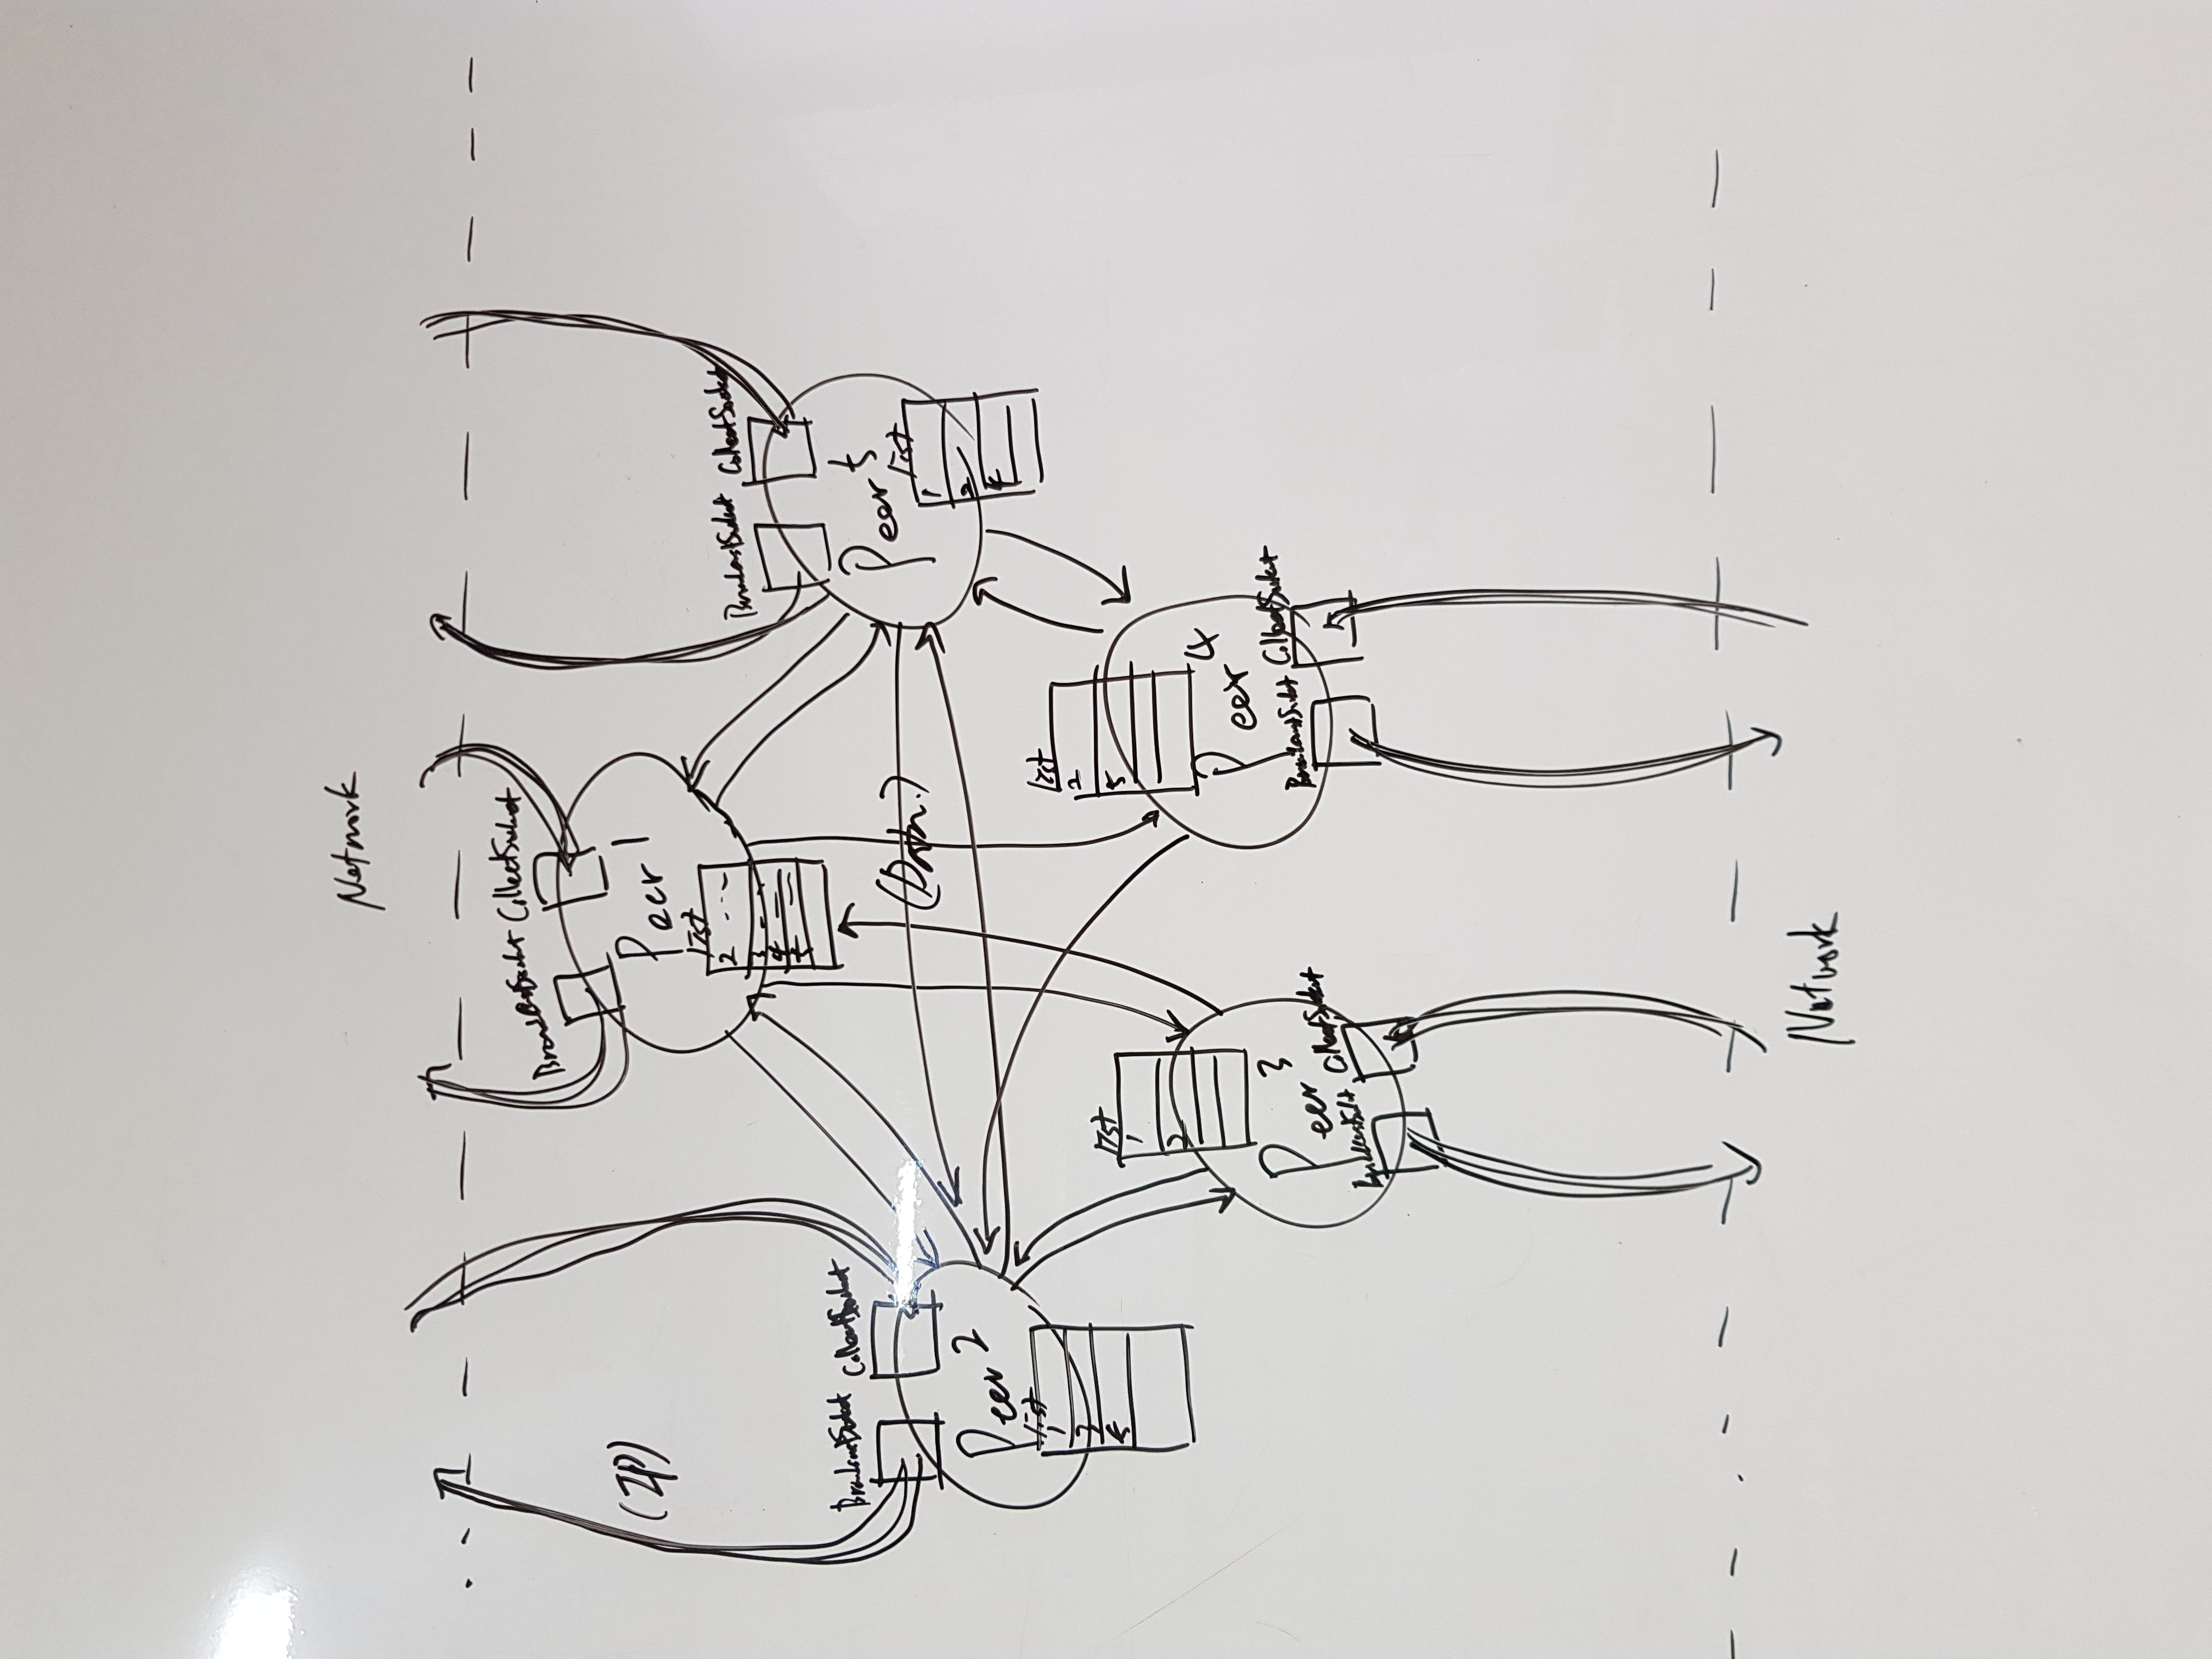 Network
BroadcastSocket CollectSocket
(IP)
Peer 1
list
2 ---
3 - -
4 —
5 —
BroadcastSocket CollectSocket
Peer 5
list
1
2
4
BroadcastSocket CollectSocket
Peer 2
list
1
3
5
(Data.)
list
1
2
Peer 3
BroadcastSocket CollectSocket
list
2
5
Peer 4
BroadcastSocket CollectSocket
Network